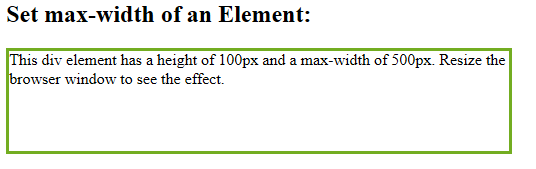 Set max-width of an Element:
This div element has a height of 100px and a max-width of 500px. Resize the
browser window to see the effect.